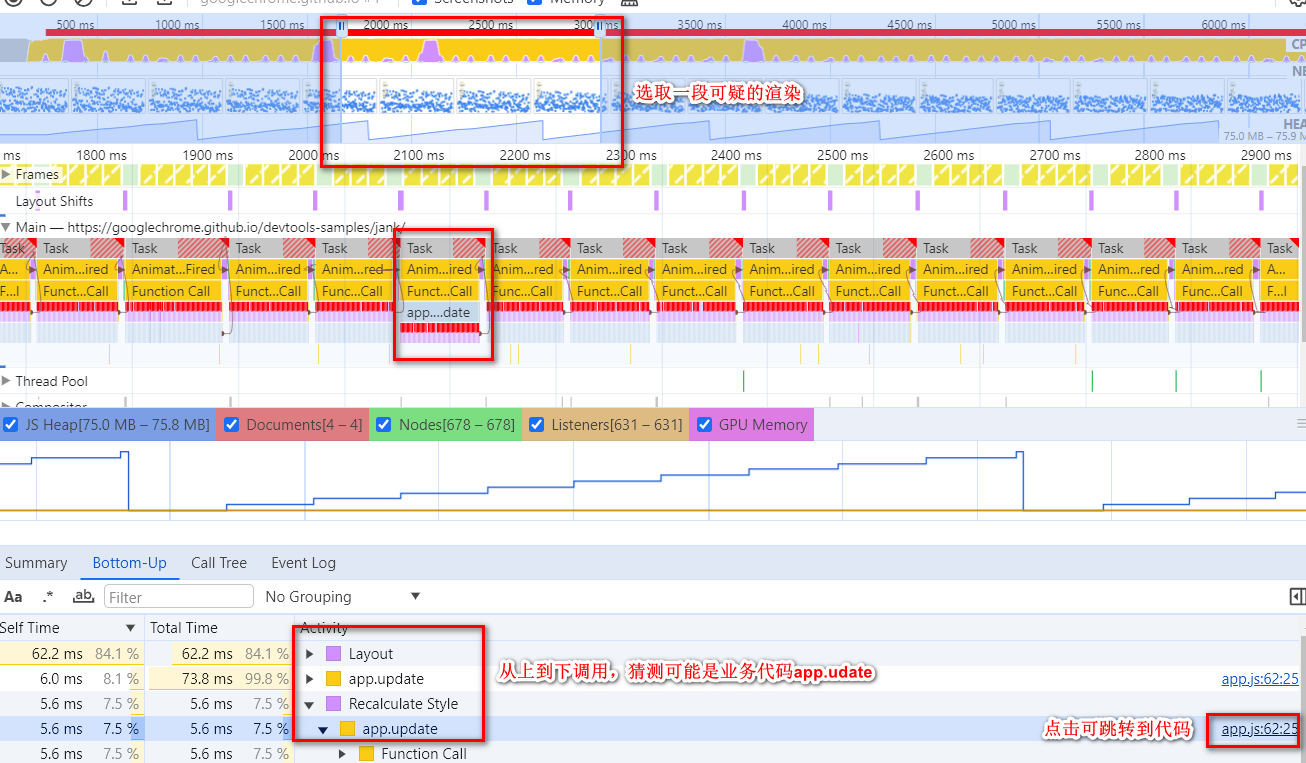 googlechrome.github.io #1 Screenshots Memory
500 ms 1000 ms 1500 ms 2000 ms 2500 ms 3000 ms 3500 ms 4000 ms 4500 ms 5000 ms 5500 ms 6000 ms
CP
NE
选取一段可疑的渲染
HEA
75.0 MB – 75.9 M
ms 1800 ms 1900 ms 2000 ms 2100 ms 2200 ms 2300 ms 2400 ms 2500 ms 2600 ms 2700 ms 2800 ms 2900 ms
Frames
Layout Shifts
Main — https://googlechrome.github.io/devtools-samples/jank/
Task Task Task Task Task Task Task Task Task Task Task Task Task Task Task
A... Anim...ired Animat...Fired Anim...ired Anim...red Anim...ired Anim...red Anim...ired Anim...red Anim...ired Anim...ired Anim...ired Anim...red Anim...red A...
F...l Funct...Call Function Call Funct...Call Funct...Call Funct...Call Funct...Call Funct...Call Funct...Call Funct...Call Funct...Call Funct...Call Funct...Call Funct...Call F...l
app....date
Thread Pool
Compositor
JS Heap[75.0 MB – 75.8 MB] Documents[4 – 4] Nodes[678 – 678] Listeners[631 – 631] GPU Memory
Summary Bottom-Up Call Tree Event Log
Aa .* ab Filter No Grouping
Self Time Total Time Activity
62.2 ms 84.1 % 62.2 ms 84.1 % Layout
从上到下调用，猜测可能是业务代码app.udate
6.0 ms 8.1 % 73.8 ms 99.8 % app.update app.js:62:25
5.6 ms 7.5 % 5.6 ms 7.5 % Recalculate Style
5.6 ms 7.5 % 5.6 ms 7.5 % app.update 点击可跳转到代码 app.js:62:25
5.6 ms 7.5 % 5.6 ms 7.5 % Function Call